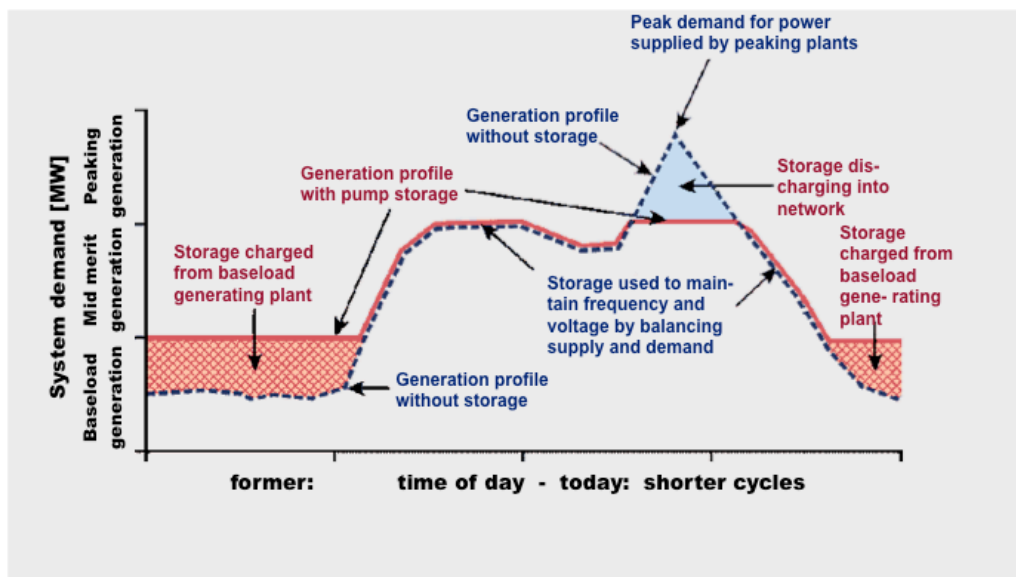 Peak demand for power
supplied by peaking plants
Generation profile
without storage
Generation profile
with pump storage
Storage dis-
charging into
network
Storage charged
from baseload
generating plant
Storage
charged from
baseload
gene- rating
plant
Storage used to main-
tain frequency and
voltage by balancing
supply and demand
Generation profile
without storage
System demand [MW]
Peaking
generation
Mid merit
generation
Baseload
generation
former: time of day - today: shorter cycles